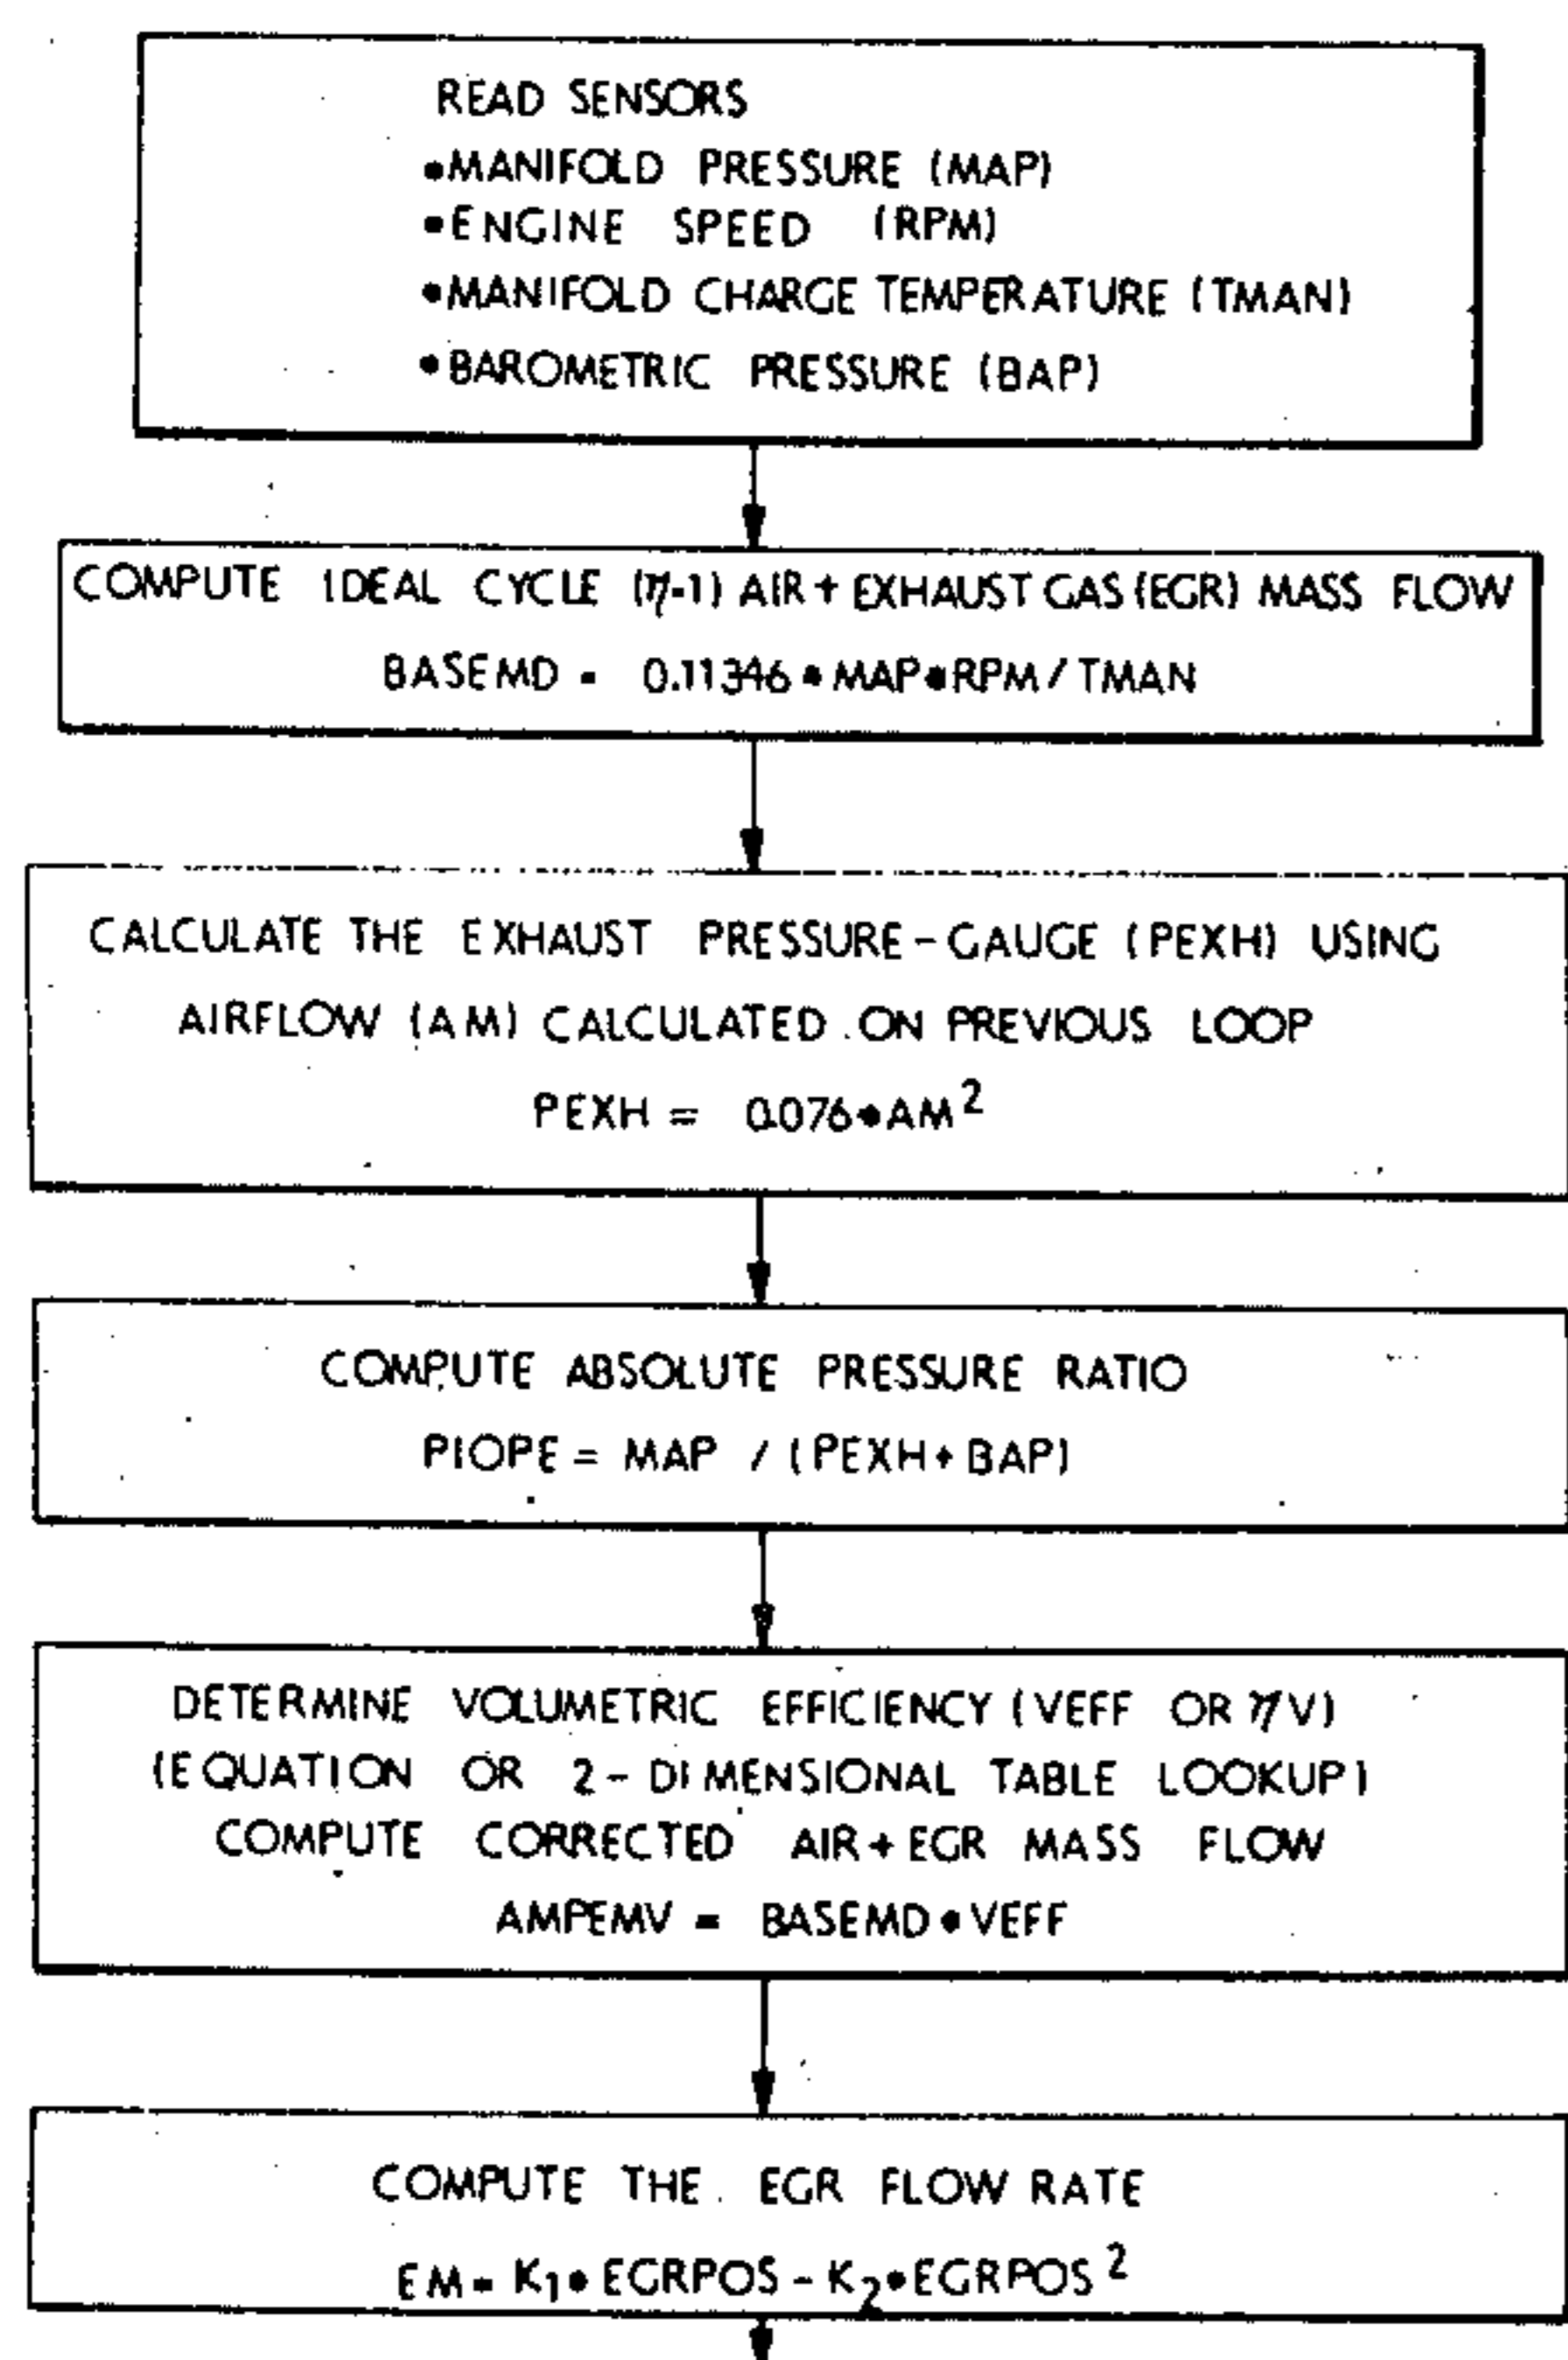 READ SENSORS
•MANIFOLD PRESSURE (MAP)
•ENGINE SPEED (RPM)
•MANIFOLD CHARGE TEMPERATURE (TMAN)
•BAROMETRIC PRESSURE (BAP)
COMPUTE IDEAL CYCLE (η=1) AIR + EXHAUST GAS (EGR) MASS FLOW
BASEMD = 0.11346 • MAP • RPM / TMAN
CALCULATE THE EXHAUST PRESSURE-GAUGE (PEXH) USING
AIRFLOW (AM) CALCULATED ON PREVIOUS LOOP
PEXH = 0.076 • AM²
COMPUTE ABSOLUTE PRESSURE RATIO
PIOPE = MAP / (PEXH + BAP)
DETERMINE VOLUMETRIC EFFICIENCY (VEFF OR ηV)
(EQUATION OR 2-DIMENSIONAL TABLE LOOKUP)
COMPUTE CORRECTED AIR + EGR MASS FLOW
AMPEMV = BASEMD • VEFF
COMPUTE THE EGR FLOW RATE
EM = K₁ • EGRPOS - K₂ • EGRPOS²